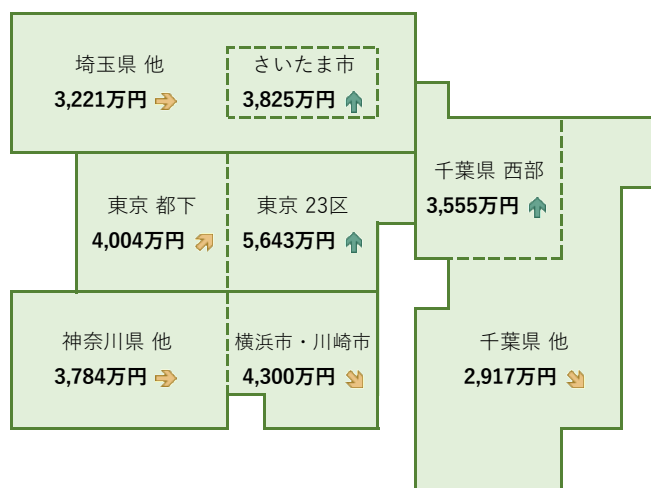 埼玉県 他
3,221万円
さいたま市
3,825万円
千葉県 西部
3,555万円
東京 都下
4,004万円
東京 23区
5,643万円
神奈川県 他
3,784万円
横浜市・川崎市
4,300万円
千葉県 他
2,917万円